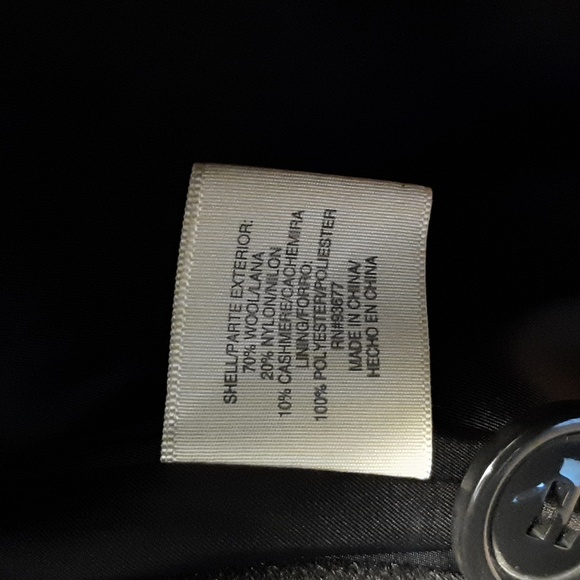 SHELL/PARTE EXTERIOR:
70% WOOL/LANA
20% NYLON/NILON
10% CASHMERE/CACHEMIRA
LINING/FORRO:
100% POLYESTER/POLIESTER
RN#93677
MADE IN CHINA/
HECHO EN CHINA